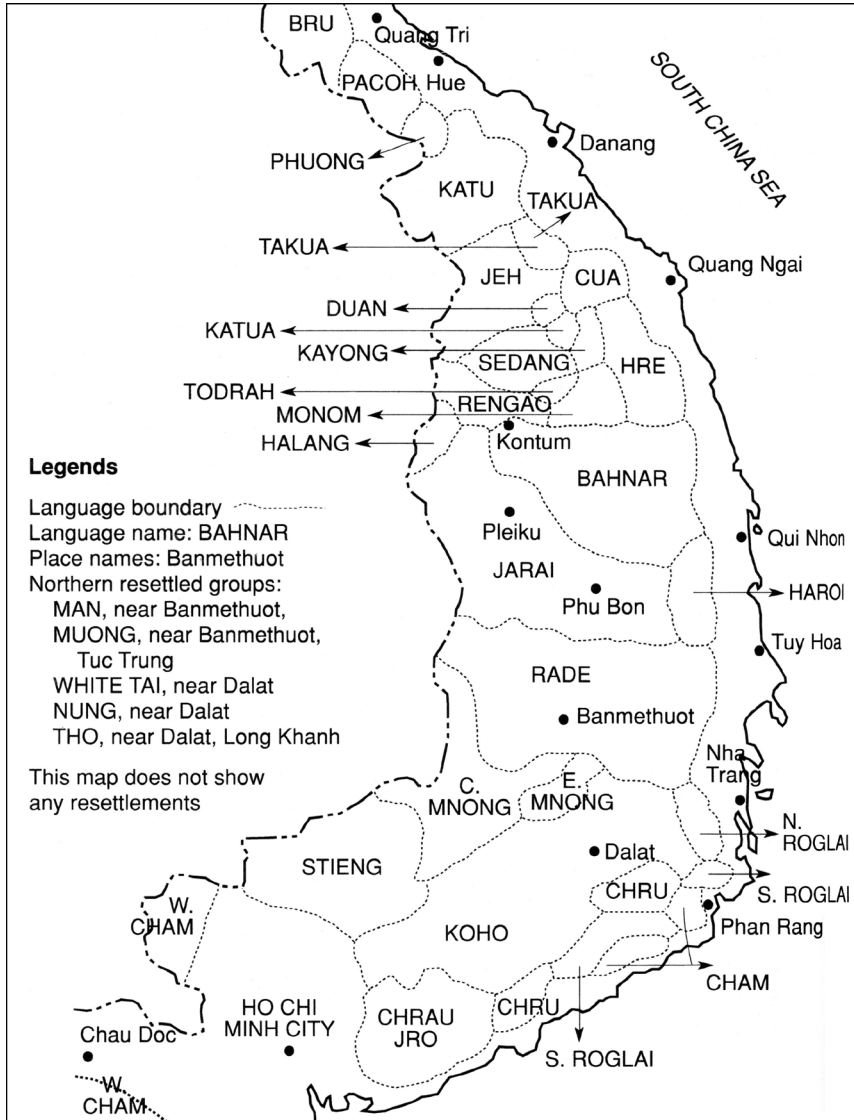 BRU
Quang Tri
PACOH
Hue
SOUTH CHINA SEA
Danang
PHUONG
KATU
TAKUA
TAKUA
JEH
CUA
Quang Ngai
DUAN
KATUA
KAYONG
SEDANG
HRE
TODRAH
RENGAO
MONOM
Kontum
HALANG
BAHNAR
Pleiku
Qui Nhon
JARAI
Phu Bon
HAROI
Tuy Hoa
RADE
Banmethuot
Nha
Trang
C.
MNONG
E.
MNONG
N.
ROGLAI
Dalat
STIENG
CHRU
S. ROGLAI
W.
CHAM
Phan Rang
KOHO
CHAM
HO CHI
MINH CITY
CHRAU
JRO
CHRU
Chau Doc
S. ROGLAI
W.
CHAM
Legends
Language boundary
Language name: BAHNAR
Place names: Banmethuot
Northern resettled groups:
MAN, near Banmethuot,
MUONG, near Banmethuot,
Tuc Trung
WHITE TAI, near Dalat
NUNG, near Dalat
THO, near Dalat, Long Khanh
This map does not show
any resettlements